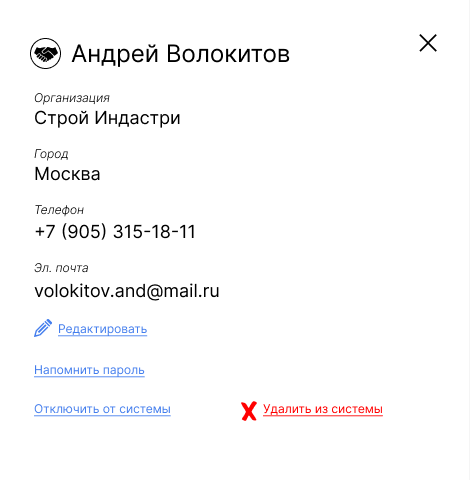 Андрей Волокитов
Организация
Строй Индастри
Город
Москва
Телефон
+7 (905) 315-18-11
Эл. почта
volokitov.and@mail.ru
Редактировать
Напомнить пароль
Отключить от системы
Удалить из системы